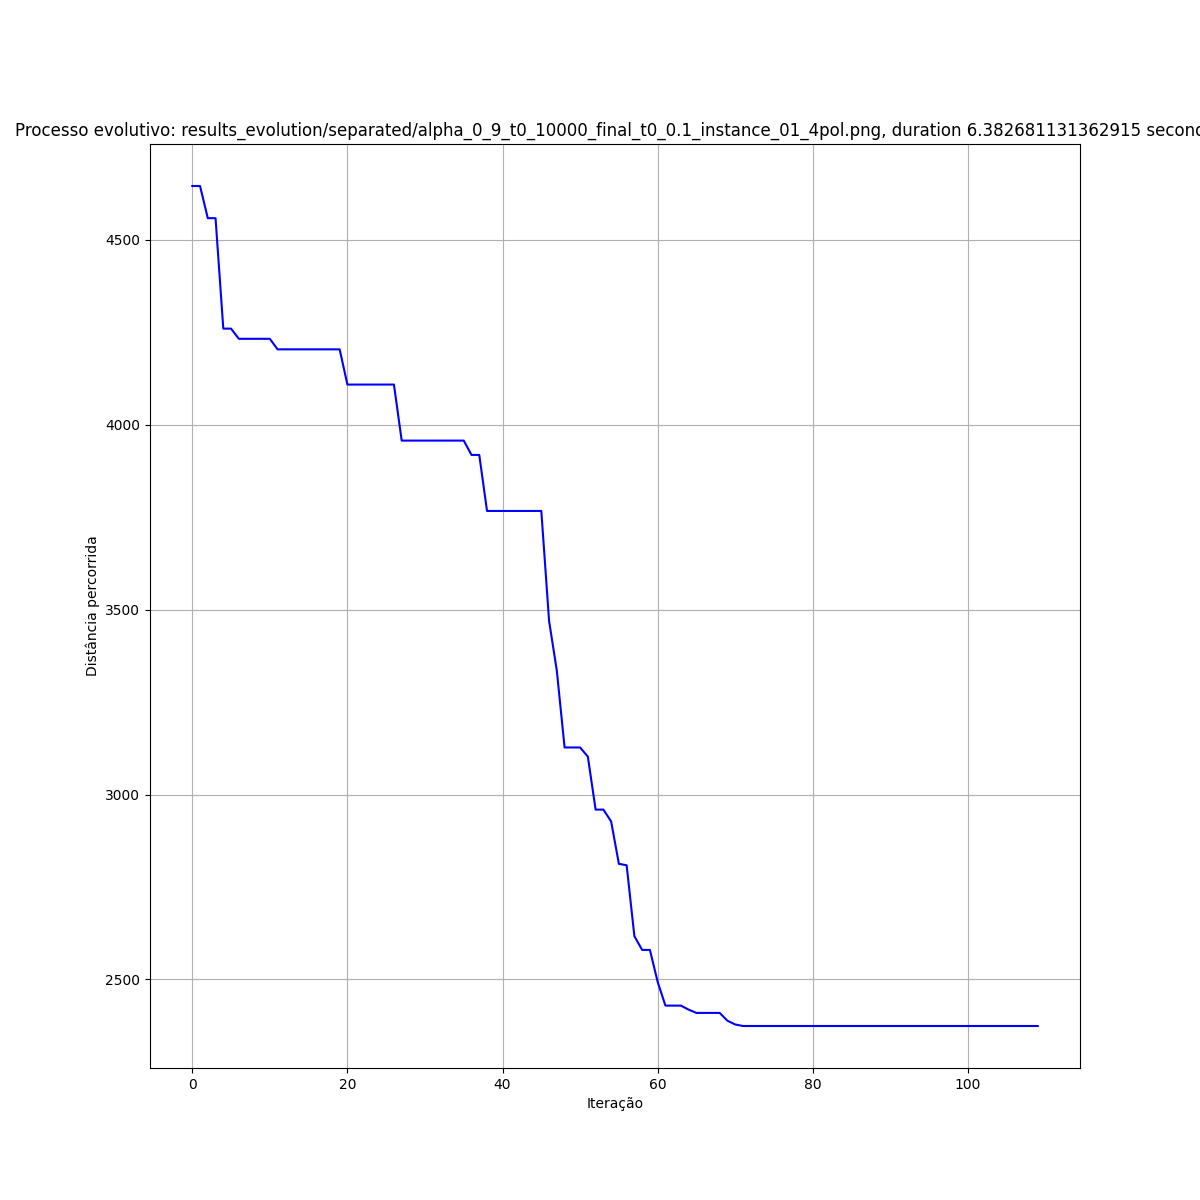 Processo evolutivo: results_evolution/separated/alpha_0_9_t0_10000_final_t0_0.1_instance_01_4pol.png, duration 6.382681131362915 secon
4500
4000
3500
3000
2500
Distância percorrida
0 20 40 60 80 100
Iteração